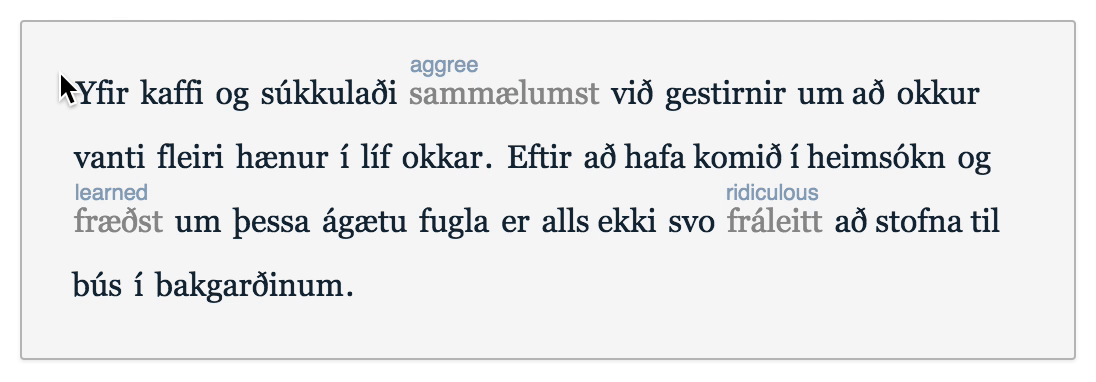 aggree
Yfir kaffi og súkkulaði sammælumst við gestirnir um að okkur
vanti fleiri hænur í líf okkar. Eftir að hafa komið í heimsókn og
learned ridiculous
fræðst um þessa ágætu fugla er alls ekki svo fráleitt að stofna til
bús í bakgarðinum.